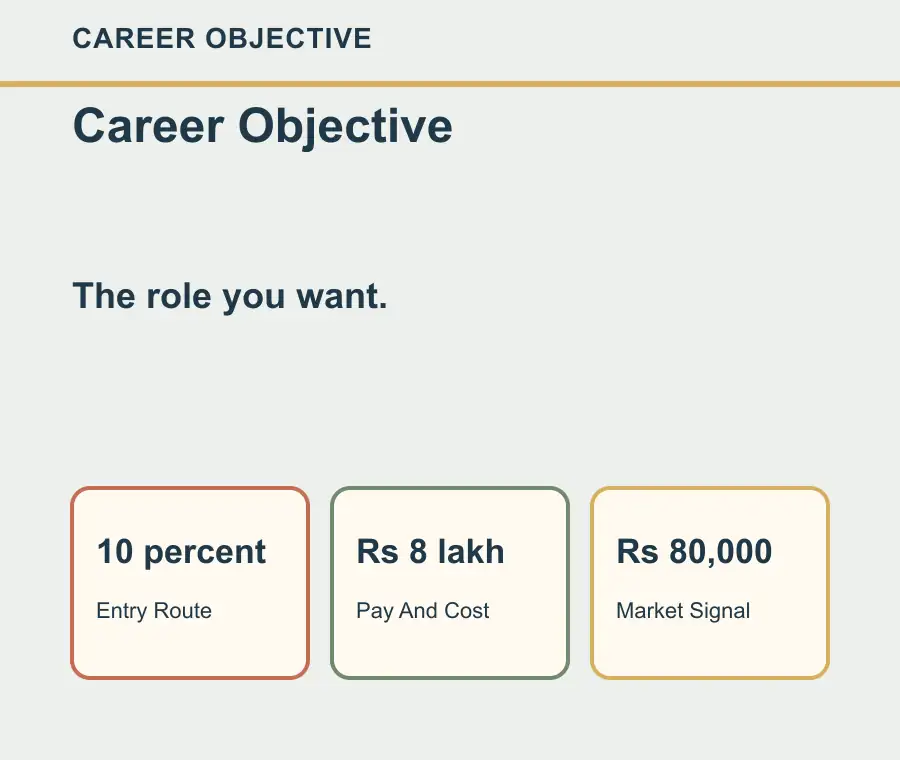 CAREER OBJECTIVE
Career Objective
The role you want.
10 percent
Entry Route
Rs 8 lakh
Pay And Cost
Rs 80,000
Market Signal